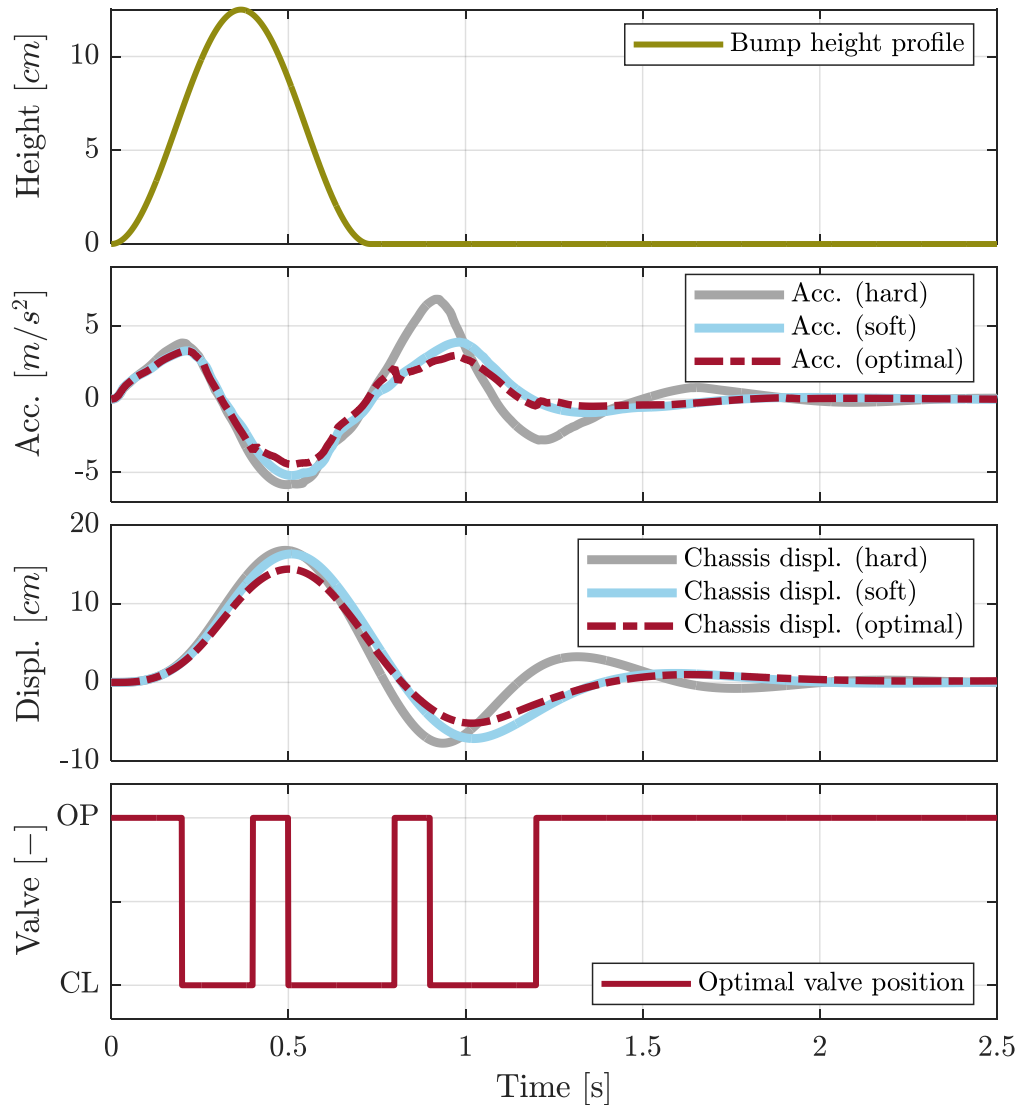 Height [cm]
10
5
0
Bump height profile
Acc. [m/s²]
5
0
-5
Acc. (hard)
Acc. (soft)
Acc. (optimal)
Displ. [cm]
20
10
0
-10
Chassis displ. (hard)
Chassis displ. (soft)
Chassis displ. (optimal)
Valve [−]
OP
CL
Optimal valve position
0 0.5 1 1.5 2 2.5
Time [s]